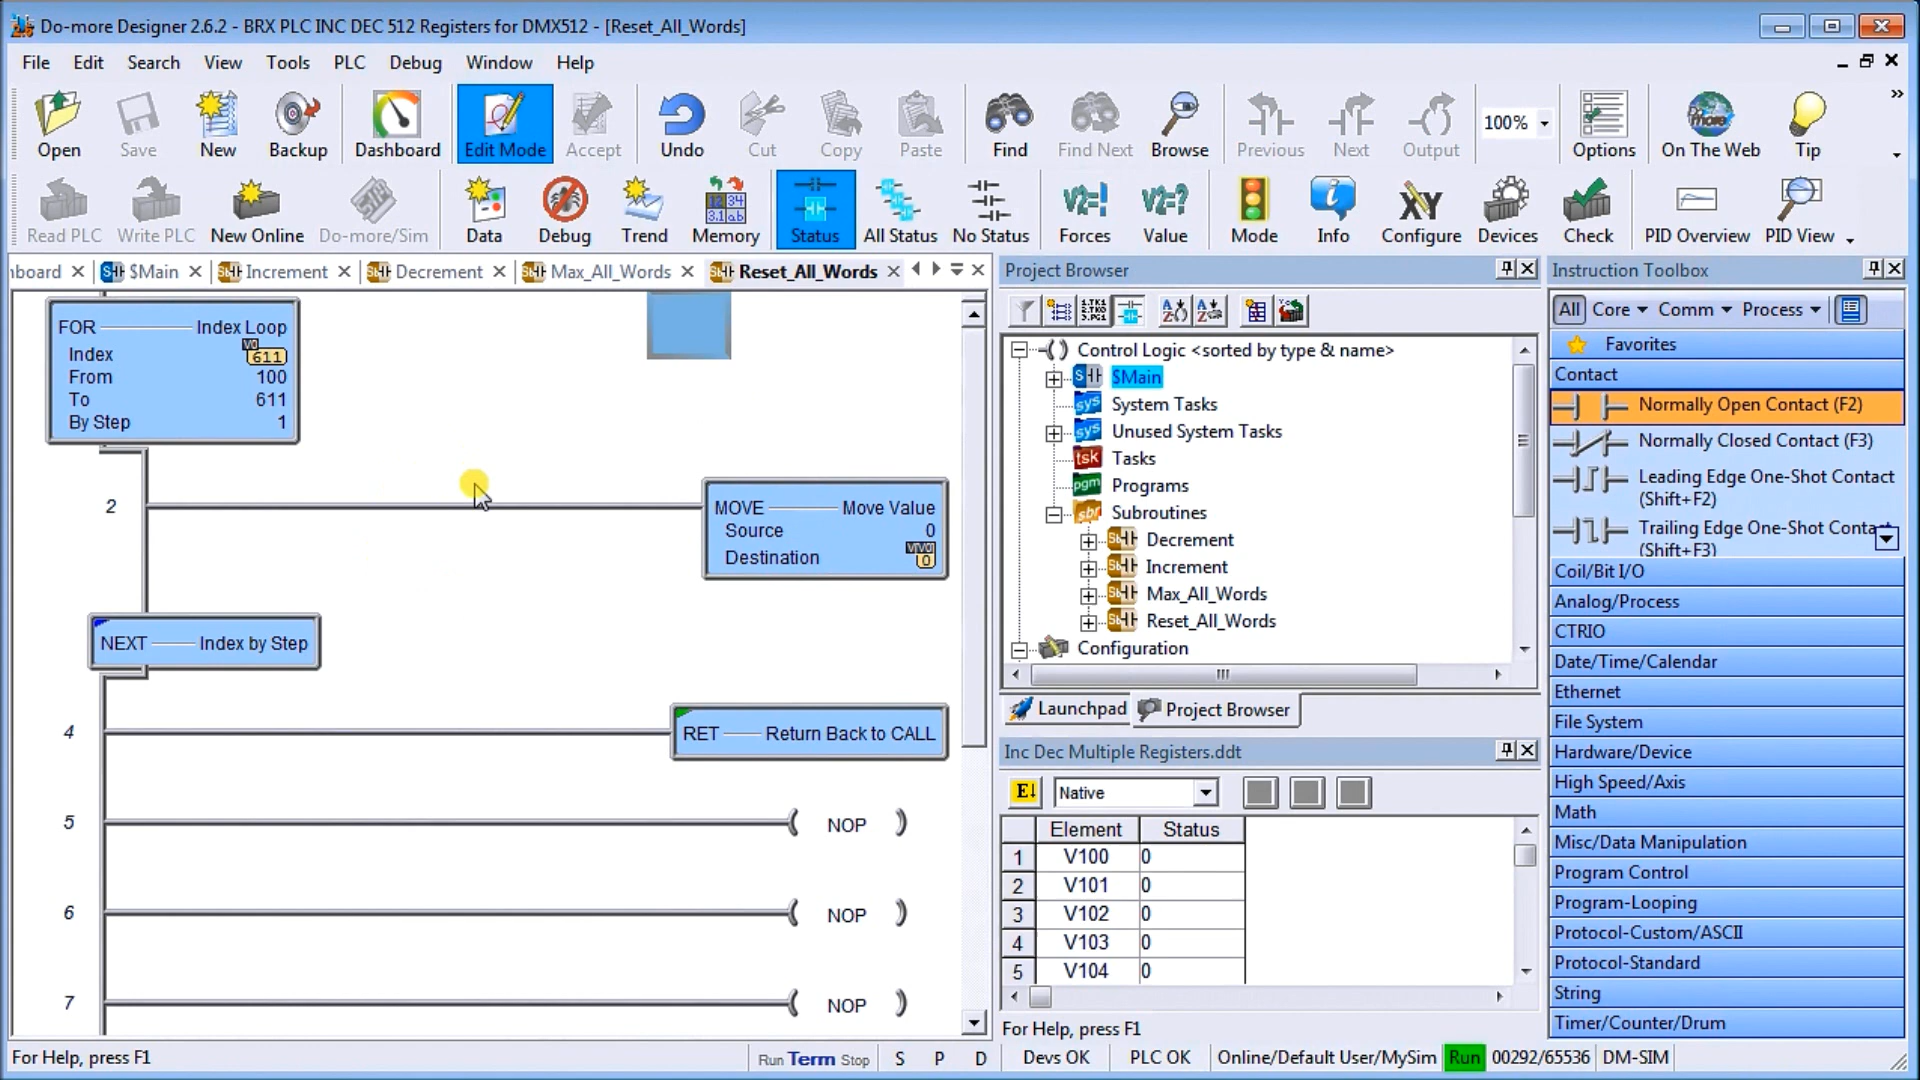 Do-more Designer 2.6.2 - BRX PLC INC DEC 512 Registers for DMX512 - [Reset_All_Words]
File Edit Search View Tools PLC Debug Window Help
Open Save New Backup Dashboard Edit Mode Accept Undo Cut Copy Paste Find Find Next Browse Previous Next Output 100% Options On The Web Tip
Read PLC Write PLC New Online Do-more/Sim Data Debug Trend Memory Status All Status No Status Forces Value Mode Info Configure Devices Check PID Overview PID View
hboard $Main Increment Decrement Max_All_Words Reset_All_Words
FOR Index Loop
Index V0 611
From 100
To 611
By Step 1
2
MOVE Move Value
Source 0
Destination VV0 0
NEXT Index by Step
4
RET Return Back to CALL
5 NOP
6 NOP
7 NOP
Project Browser
Control Logic <sorted by type & name>
$Main
System Tasks
Unused System Tasks
Tasks
Programs
Subroutines
Decrement
Increment
Max_All_Words
Reset_All_Words
Configuration
Launchpad Project Browser
Inc Dec Multiple Registers.ddt
Native
Element Status
1 V100 0
2 V101 0
3 V102 0
4 V103 0
5 V104 0
For Help, press F1
Instruction Toolbox
All Core Comm Process
Favorites
Contact
Normally Open Contact (F2)
Normally Closed Contact (F3)
Leading Edge One-Shot Contact
(Shift+F2)
Trailing Edge One-Shot Conta
(Shift+F3)
Coil/Bit I/O
Analog/Process
CTRIO
Date/Time/Calendar
Ethernet
File System
Hardware/Device
High Speed/Axis
Math
Misc/Data Manipulation
Program Control
Program-Looping
Protocol-Custom/ASCII
Protocol-Standard
String
Timer/Counter/Drum
For Help, press F1 Run Term Stop S P D Devs OK PLC OK Online/Default User/MySim Run 00292/65536 DM-SIM